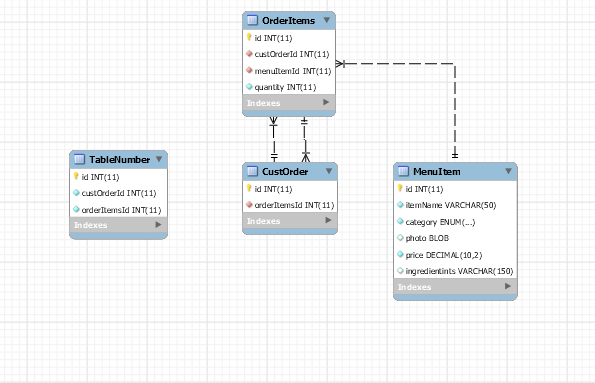 OrderItems
id INT(11)
custOrderId INT(11)
menuItemId INT(11)
quantity INT(11)
Indexes
TableNumber
id INT(11)
custOrderId INT(11)
orderItemsId INT(11)
Indexes
CustOrder
id INT(11)
orderItemsId INT(11)
Indexes
MenuItem
id INT(11)
itemName VARCHAR(50)
category ENUM(...)
photo BLOB
price DECIMAL(10,2)
ingredientints VARCHAR(150)
Indexes